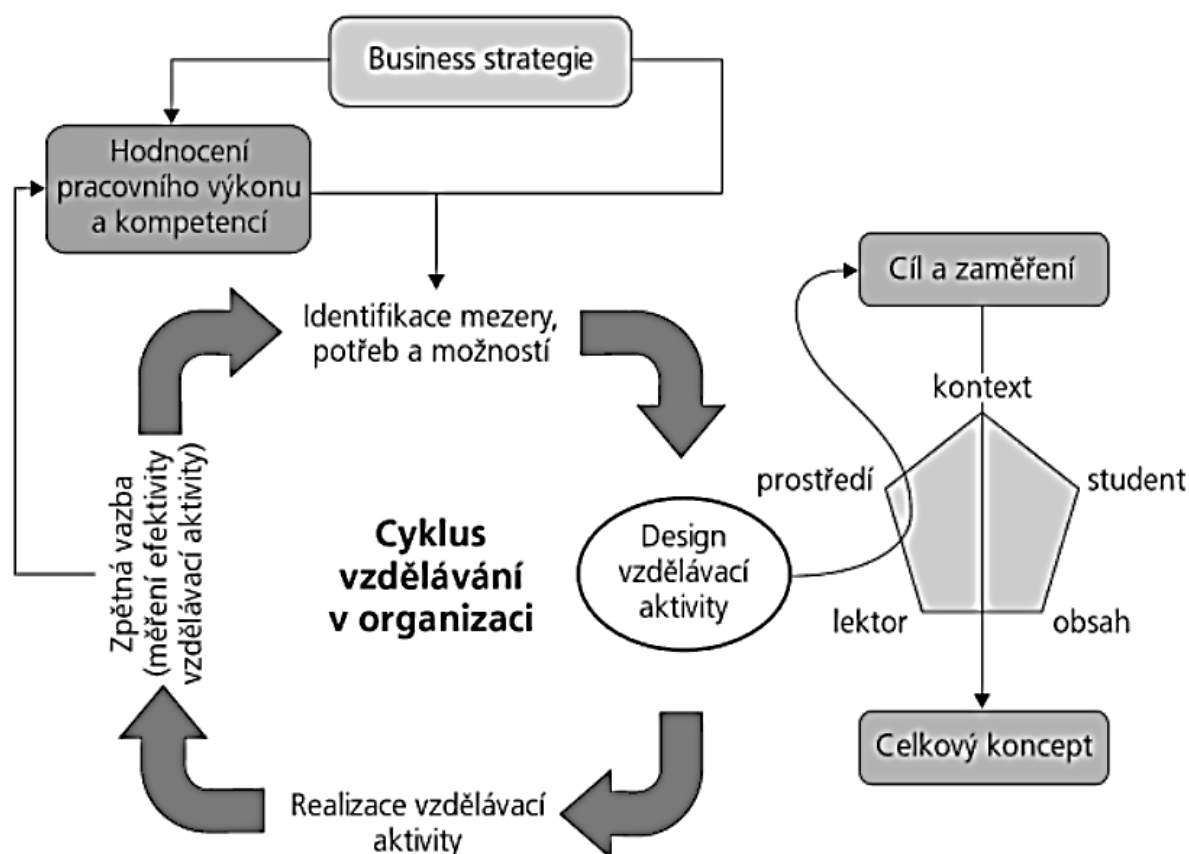 Business strategie
Hodnocení
pracovního výkonu
a kompetencí
Cíl a zaměření
Identifikace mezery,
potřeb a možností
kontext
prostředí
student
Zpětná vazba
(měření efektivity
vzdělávací aktivity)
Cyklus
vzdělávání
v organizaci
Design
vzdělávací
aktivity
lektor
obsah
Celkový koncept
Realizace vzdělávací
aktivity